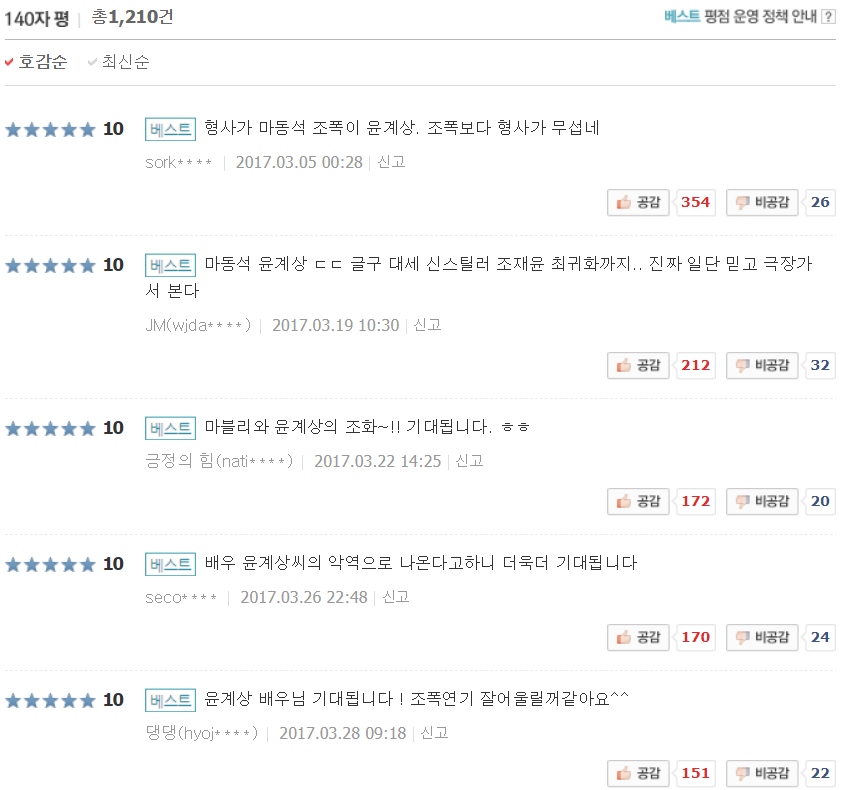 140자 평 | 총1,210건 베스트 평점 운영 정책 안내 ?
호감순 최신순
10 베스트 형사가 마동석 조폭이 윤계상. 조폭보다 형사가 무섭네
sork**** | 2017.03.05 00:28 | 신고
공감 354 비공감 26
10 베스트 마동석 윤계상 ㄷㄷ 글구 대세 신스틸러 조재윤 최귀화까지.. 진짜 일단 믿고 극장가
서 본다
JM(wjda****) | 2017.03.19 10:30 | 신고
공감 212 비공감 32
10 베스트 마블리와 윤계상의 조화~!! 기대됩니다. ㅎㅎ
긍정의 힘(nati****) | 2017.03.22 14:25 | 신고
공감 172 비공감 20
10 베스트 배우 윤계상씨의 악역으로 나온다고하니 더욱더 기대됩니다
seco**** | 2017.03.26 22:48 | 신고
공감 170 비공감 24
10 베스트 윤계상 배우님 기대됩니다 ! 조폭연기 잘어울릴꺼같아요^^
댕댕(hyoj****) | 2017.03.28 09:18 | 신고
공감 151 비공감 22